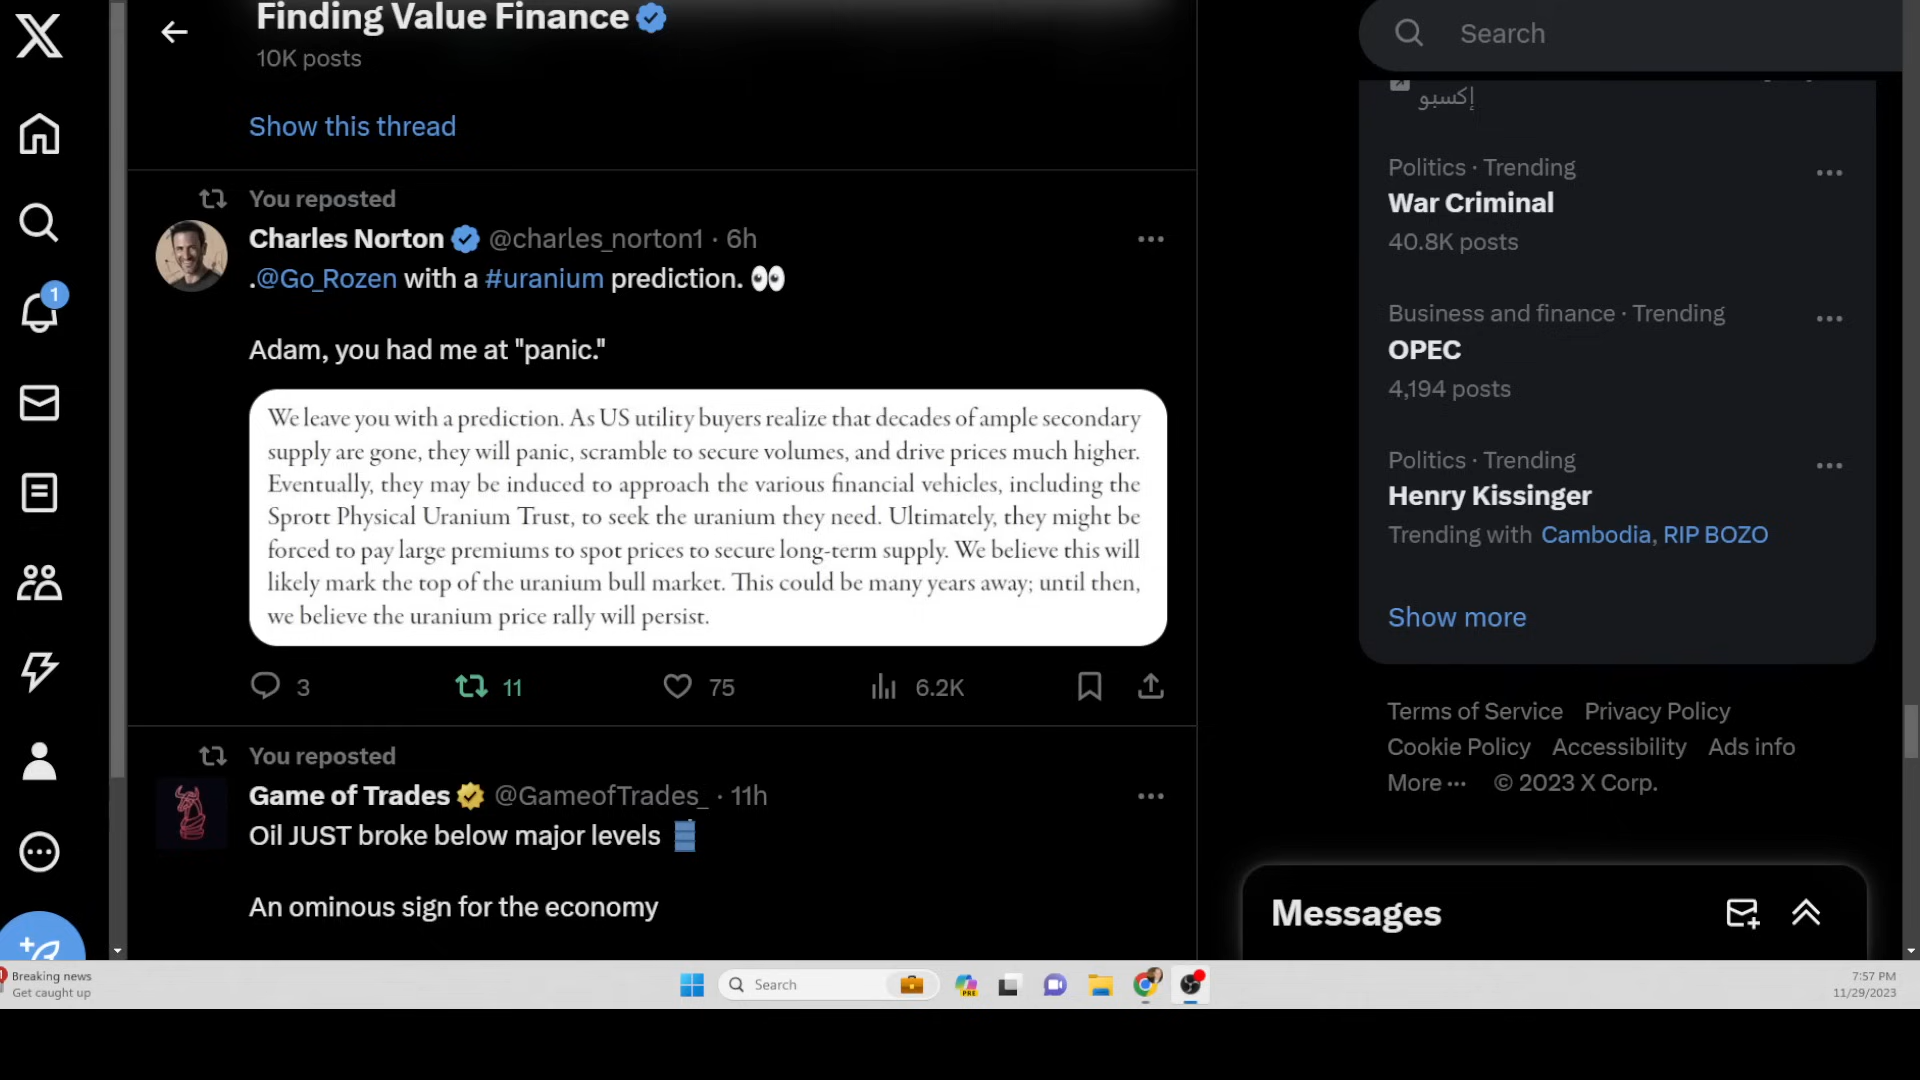 Finding Value Finance
10K posts
Show this thread
You reposted
Charles Norton @charles_norton1 · 6h
.@Go_Rozen with a #uranium prediction. 👀
Adam, you had me at "panic."
We leave you with a prediction. As US utility buyers realize that decades of ample secondary
supply are gone, they will panic, scramble to secure volumes, and drive prices much higher.
Eventually, they may be induced to approach the various financial vehicles, including the
Sprott Physical Uranium Trust, to seek the uranium they need. Ultimately, they might be
forced to pay large premiums to spot prices to secure long-term supply. We believe this will
likely mark the top of the uranium bull market. This could be many years away; until then,
we believe the uranium price rally will persist.
3 11 75 6.2K
You reposted
Game of Trades @GameofTrades_ · 11h
Oil JUST broke below major levels 🛢️
An ominous sign for the economy
1
Search
إكسبو
Politics · Trending
War Criminal
40.8K posts
Business and finance · Trending
OPEC
4,194 posts
Politics · Trending
Henry Kissinger
Trending with Cambodia, RIP BOZO
Show more
Terms of Service Privacy Policy
Cookie Policy Accessibility Ads info
More ··· © 2023 X Corp.
Messages
Breaking news
Get caught up
Search
PRE
7:57 PM
11/29/2023